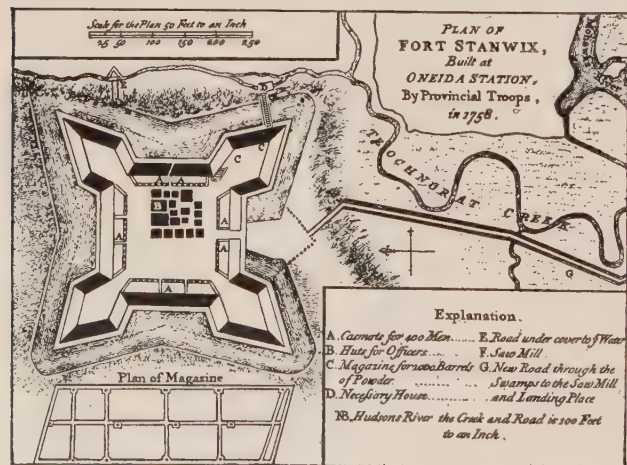 Scale for the Plan 50 Feet to an Inch
25 50 100 150 200 250
PLAN OF
FORT STANWIX,
Built at
ONEIDA STATION,
By Provincial Troops,
in 1758.
TROCHNORAT CREEK
D
C
C
A A
B
A
A
A
A
A
G
Plan of Magazine
Explanation.
A. Casmerts for 400 Men...... E. Road under cover to ye Water
B. Huts for Officers...... F. Saw Mill
C. Magazine for 1000 Barrels G. New Road through the
of Powder. Swamps to the Saw Mill
D. Necessary House...... and Landing Place
NB. Hudsons River the Creek and Road is 100 Feet
to an Inch.